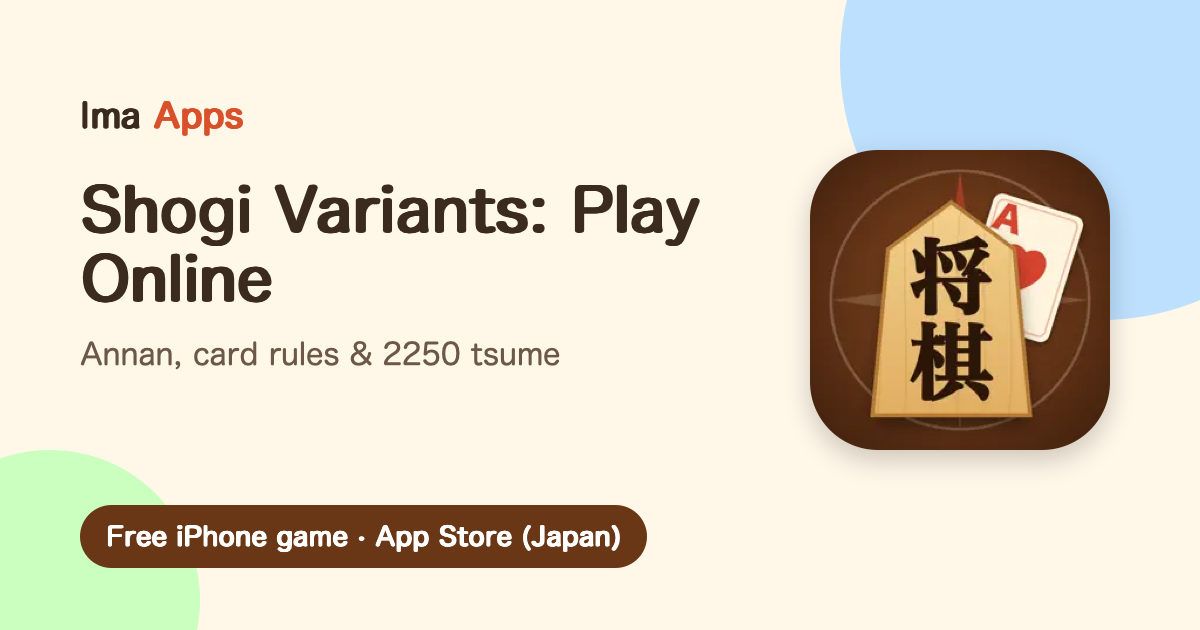 Ima Apps
Shogi Variants: Play
Online
Annan, card rules & 2250 tsume
A
将
棋
Free iPhone game · App Store (Japan)